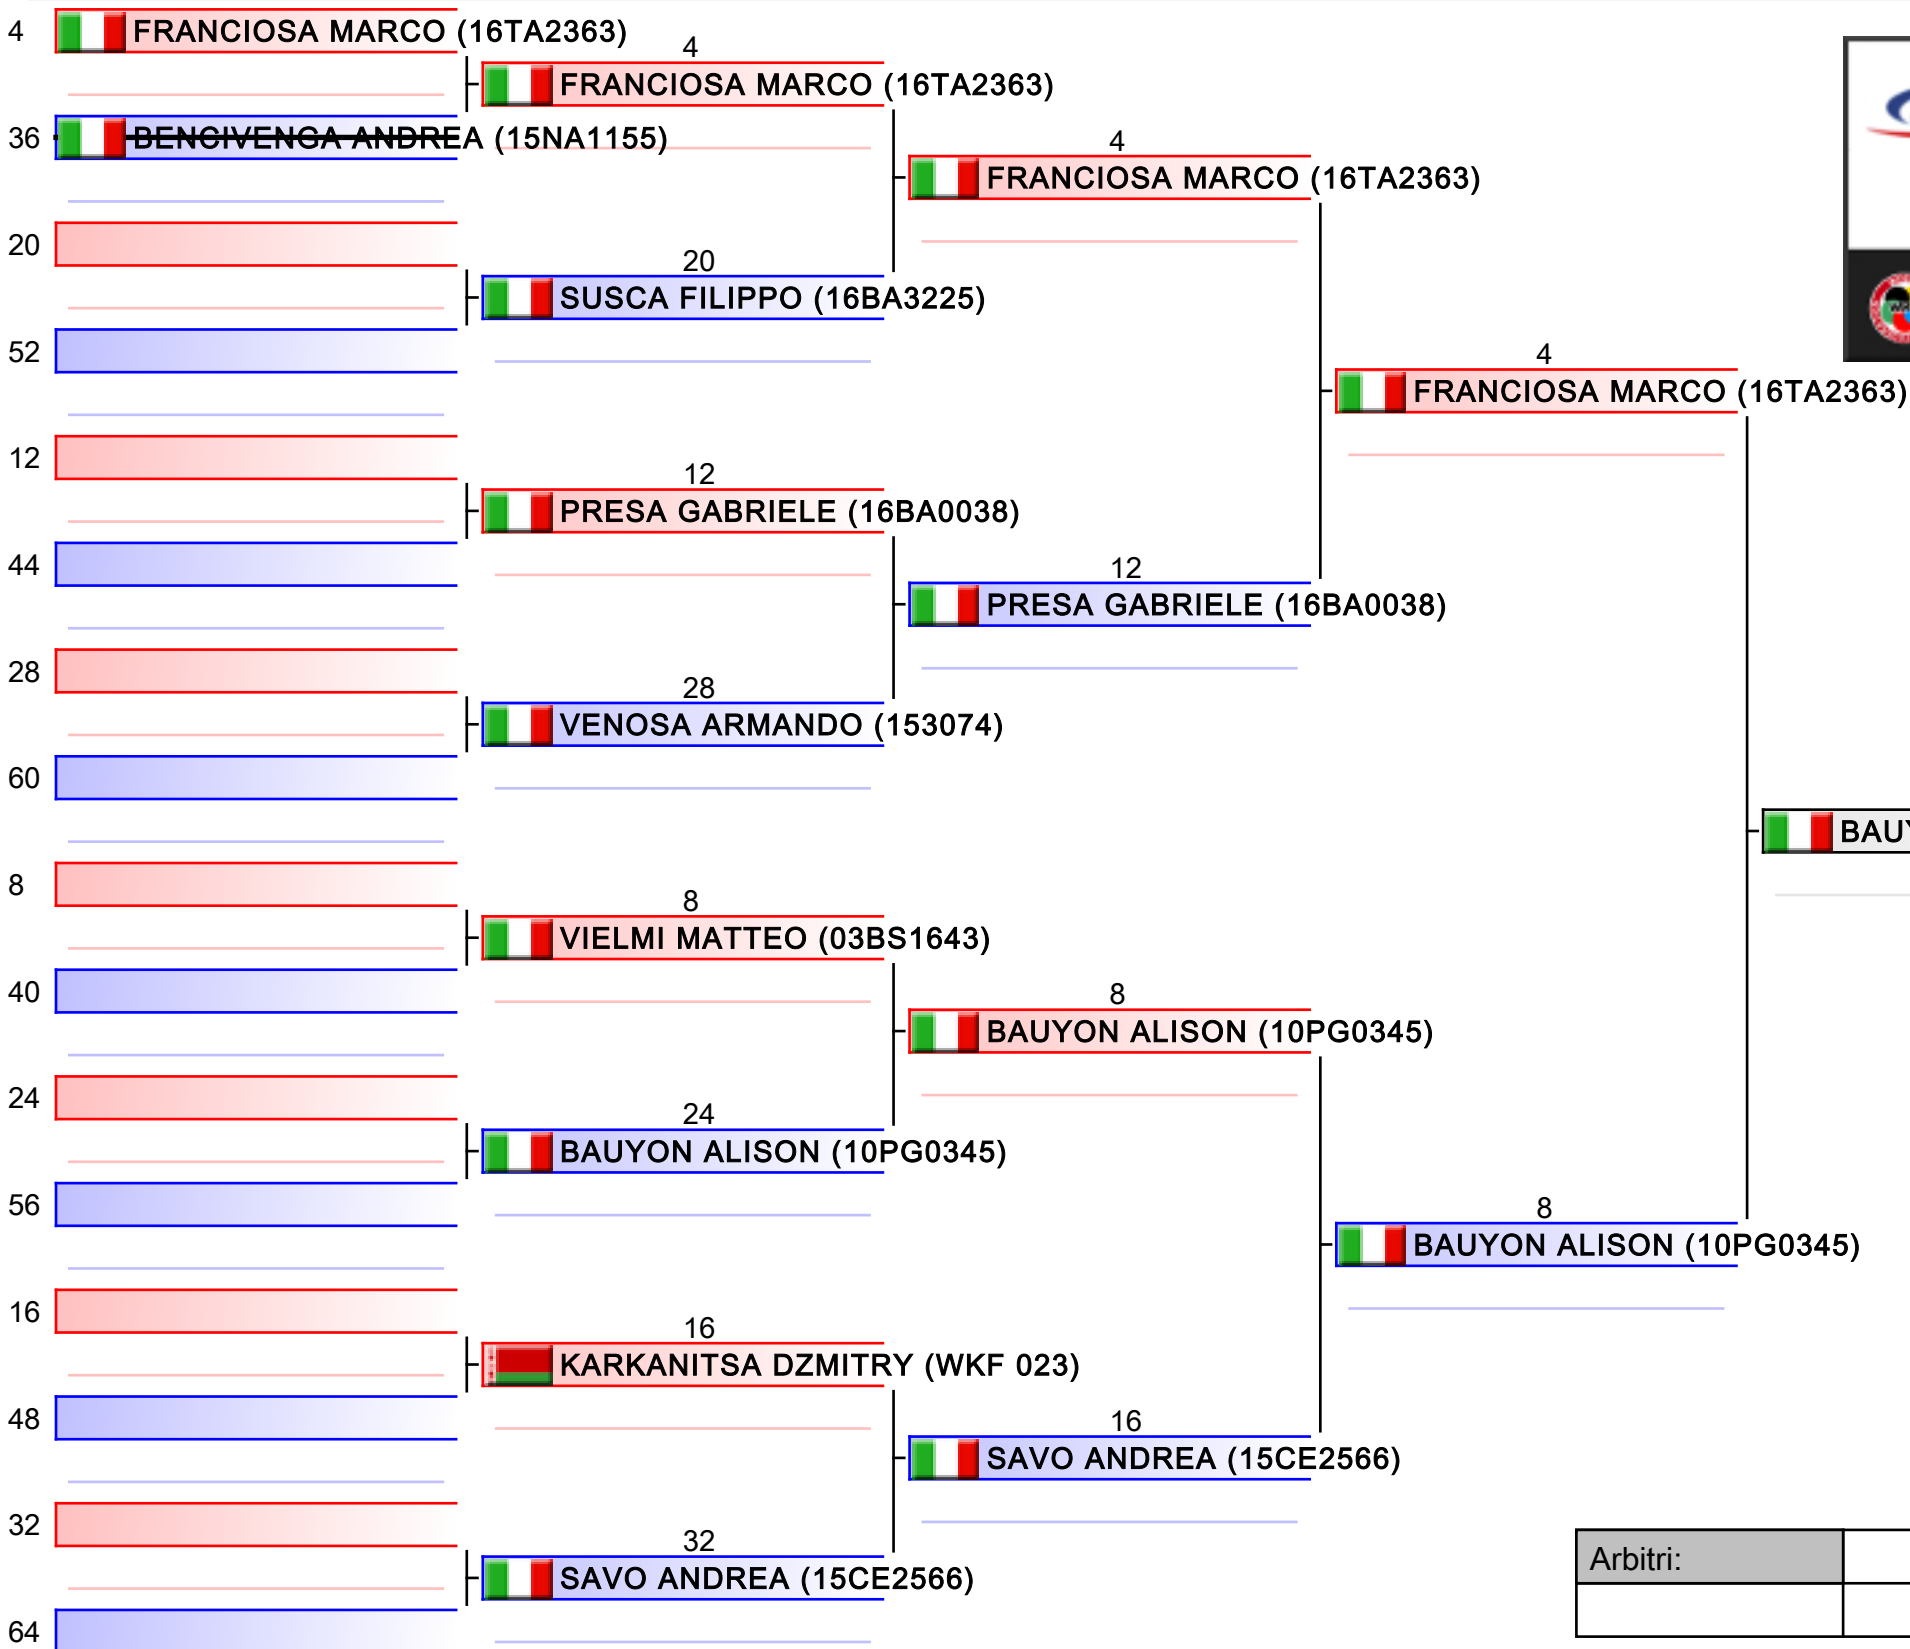 4 FRANCIOSA MARCO (16TA2363)
4
FRANCIOSA MARCO (16TA2363)
36 BENCIVENGA ANDREA (15NA1155)
4
FRANCIOSA MARCO (16TA2363)
20
20
SUSCA FILIPPO (16BA3225)
52
4
FRANCIOSA MARCO (16TA2363)
12
12
PRESA GABRIELE (16BA0038)
44
12
PRESA GABRIELE (16BA0038)
28
28
VENOSA ARMANDO (153074)
60
BAUY
8
8
VIELMI MATTEO (03BS1643)
40
8
BAUYON ALISON (10PG0345)
24
24
BAUYON ALISON (10PG0345)
56
8
BAUYON ALISON (10PG0345)
16
16
KARKANITSA DZMITRY (WKF 023)
48
16
SAVO ANDREA (15CE2566)
32
32
SAVO ANDREA (15CE2566)
Arbitri:
64